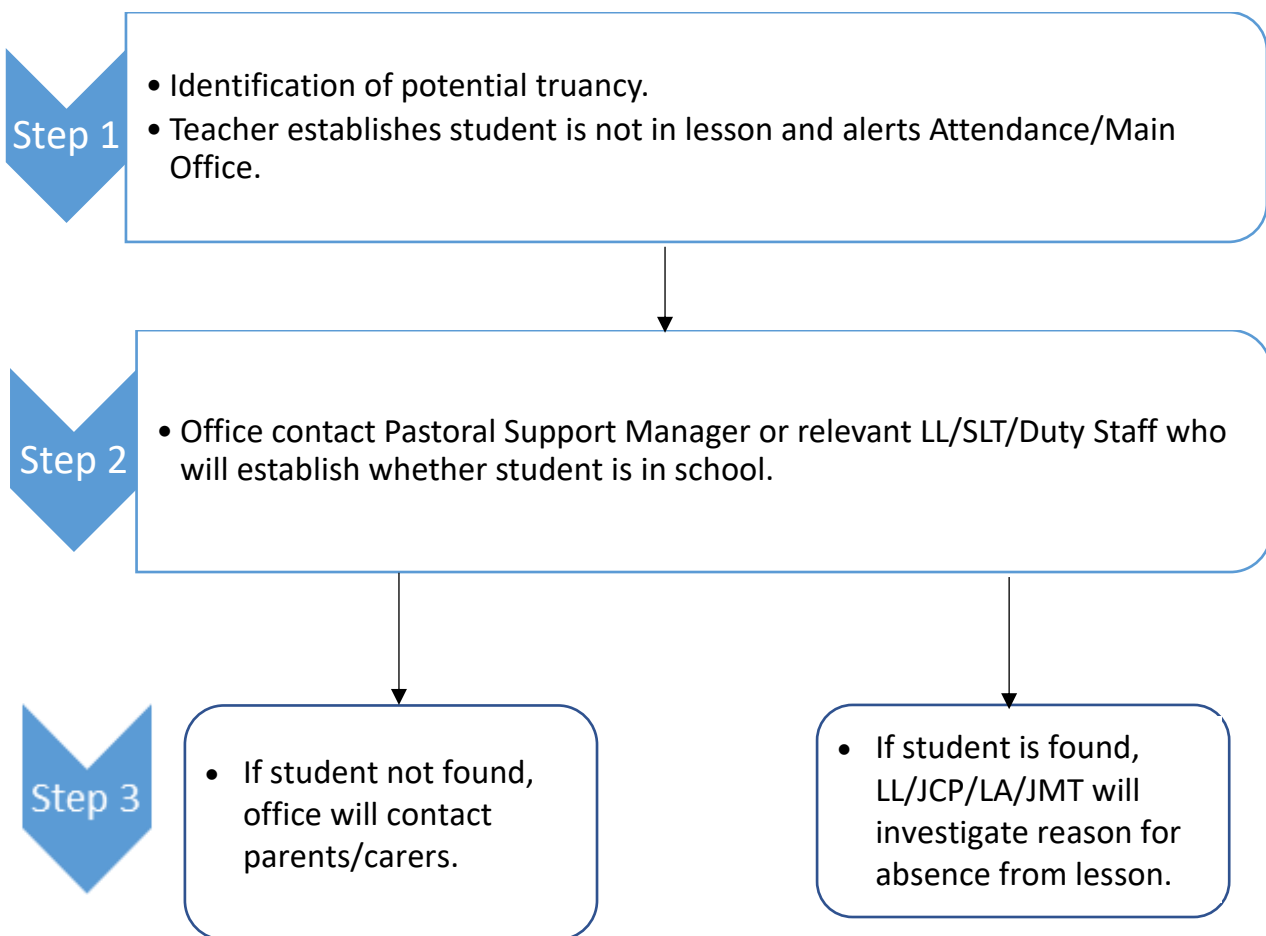 Step 1
• Identification of potential truancy.
• Teacher establishes student is not in lesson and alerts Attendance/Main
Office.
Step 2
• Office contact Pastoral Support Manager or relevant LL/SLT/Duty Staff who
will establish whether student is in school.
Step 3
• If student not found,
office will contact
parents/carers.
• If student is found,
LL/JCP/LA/JMT will
investigate reason for
absence from lesson.